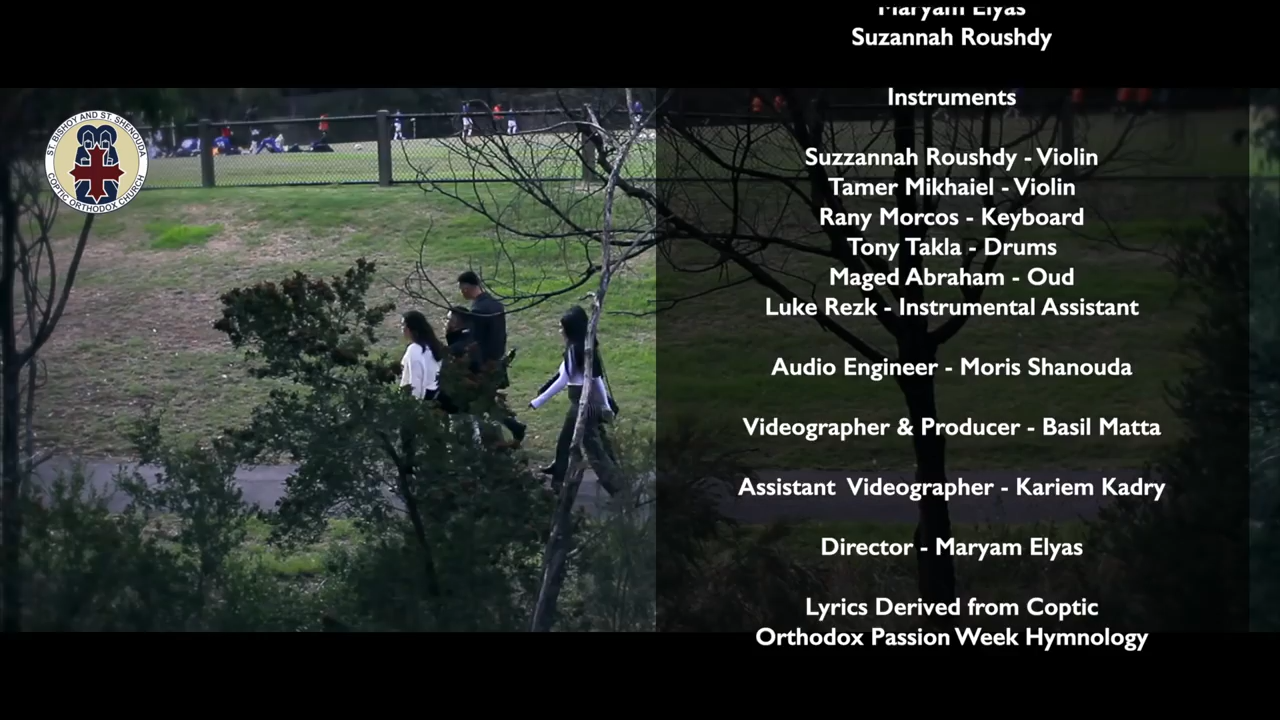 Maryam Elyas
Suzannah Roushdy
Instruments
Suzzannah Roushdy - Violin
Tamer Mikhaiel - Violin
Rany Morcos - Keyboard
Tony Takla - Drums
Maged Abraham - Oud
Luke Rezk - Instrumental Assistant
Audio Engineer - Moris Shanouda
Videographer & Producer - Basil Matta
Assistant Videographer - Kariem Kadry
Director - Maryam Elyas
Lyrics Derived from Coptic
Orthodox Passion Week Hymnology
ST. BISHOY AND ST. SHENOUDA
COPTIC ORTHODOX CHURCH